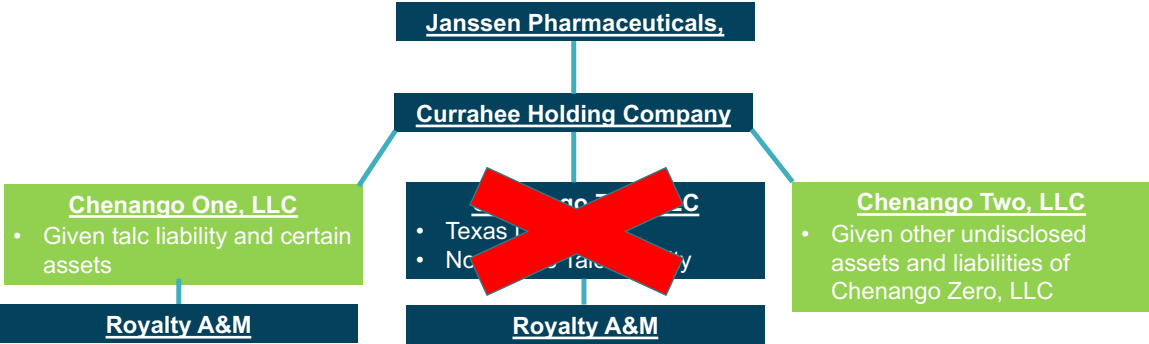 Janssen Pharmaceuticals,
Currahee Holding Company
Chenango One, LLC
• Given talc liability and certain
assets
Royalty A&M
• Texas
•
Royalty A&M
Chenango Two, LLC
• Given other undisclosed
assets and liabilities of
Chenango Zero, LLC